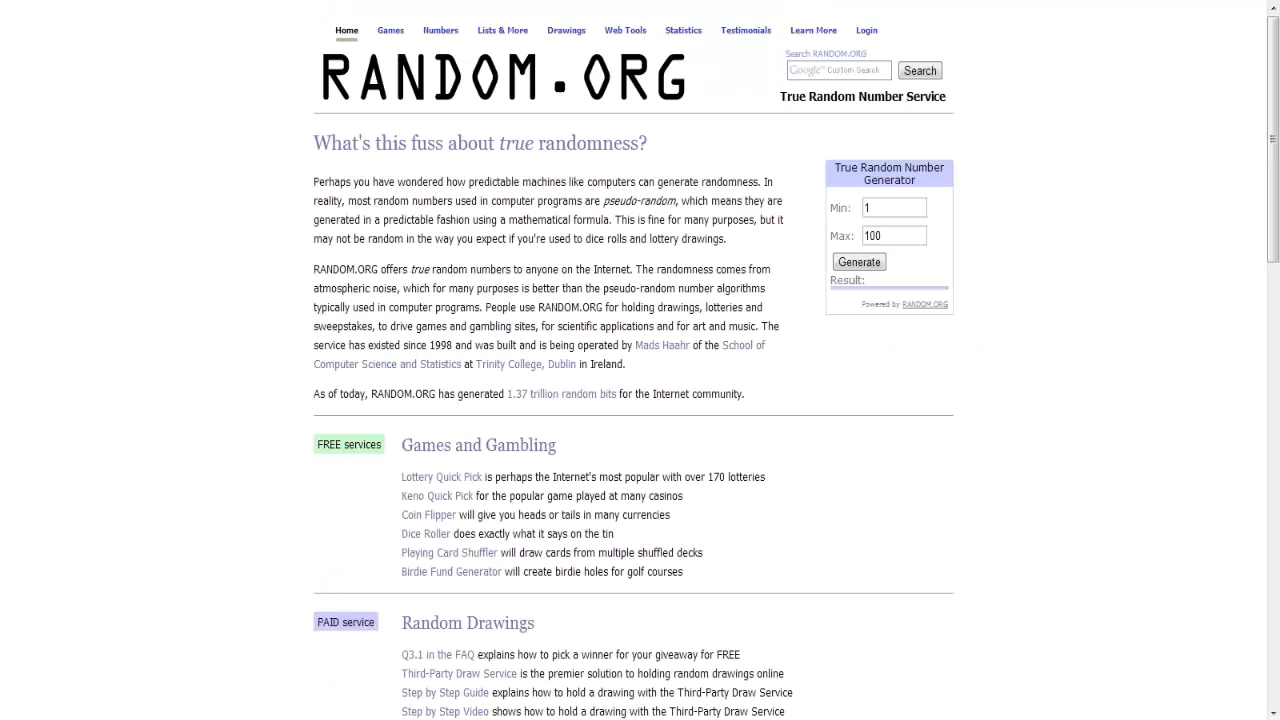 Home Games Numbers Lists & More Drawings Web Tools Statistics Testimonials Learn More Login
RANDOM.ORG
Search RANDOM.ORG
Google™ Custom Search Search
True Random Number Service
What's this fuss about true randomness?
Perhaps you have wondered how predictable machines like computers can generate randomness. In
reality, most random numbers used in computer programs are pseudo-random, which means they are
generated in a predictable fashion using a mathematical formula. This is fine for many purposes, but it
may not be random in the way you expect if you're used to dice rolls and lottery drawings.
RANDOM.ORG offers true random numbers to anyone on the Internet. The randomness comes from
atmospheric noise, which for many purposes is better than the pseudo-random number algorithms
typically used in computer programs. People use RANDOM.ORG for holding drawings, lotteries and
sweepstakes, to drive games and gambling sites, for scientific applications and for art and music. The
service has existed since 1998 and was built and is being operated by Mads Haahr of the School of
Computer Science and Statistics at Trinity College, Dublin in Ireland.
As of today, RANDOM.ORG has generated 1.37 trillion random bits for the Internet community.
True Random Number
Generator
Min: 1
Max: 100
Generate
Result:
Powered by RANDOM.ORG
FREE services
Games and Gambling
Lottery Quick Pick is perhaps the Internet's most popular with over 170 lotteries
Keno Quick Pick for the popular game played at many casinos
Coin Flipper will give you heads or tails in many currencies
Dice Roller does exactly what it says on the tin
Playing Card Shuffler will draw cards from multiple shuffled decks
Birdie Fund Generator will create birdie holes for golf courses
PAID service
Random Drawings
Q3.1 in the FAQ explains how to pick a winner for your giveaway for FREE
Third-Party Draw Service is the premier solution to holding random drawings online
Step by Step Guide explains how to hold a drawing with the Third-Party Draw Service
Step by Step Video shows how to hold a drawing with the Third-Party Draw Service